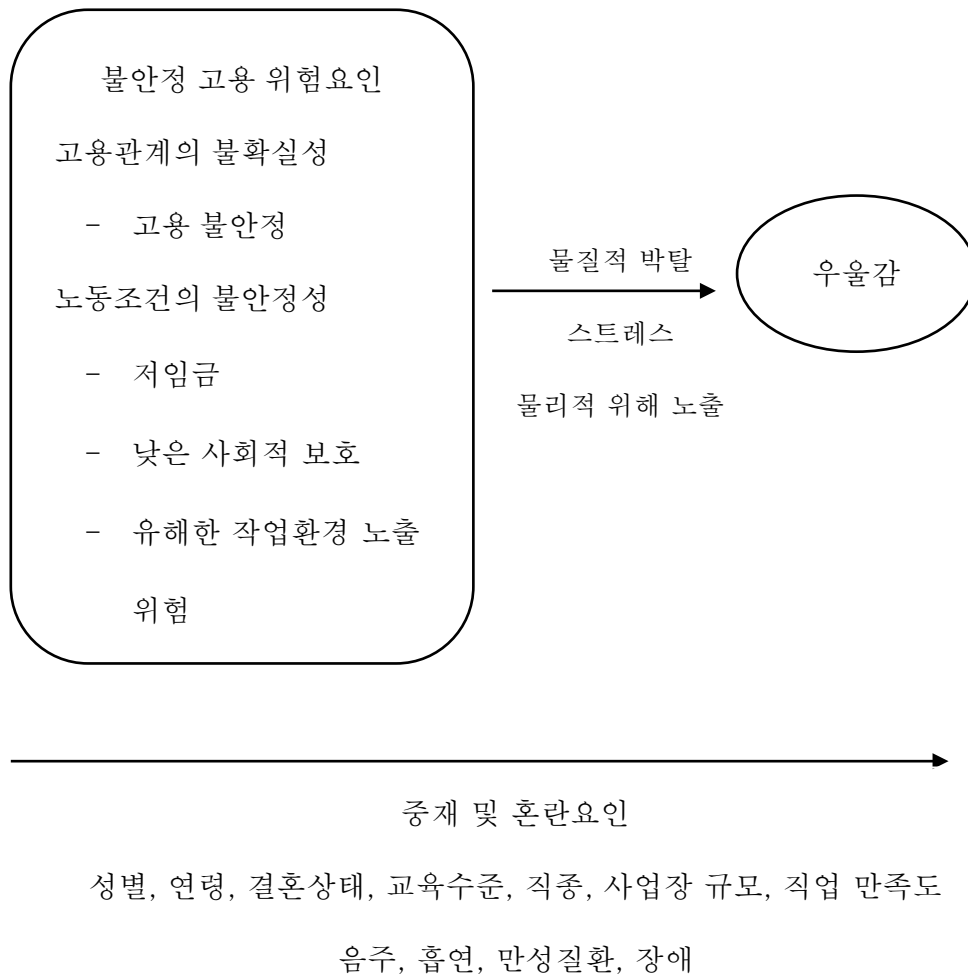 불안정 고용 위험요인
고용관계의 불확실성
- 고용 불안정
노동조건의 불안정성
- 저임금
- 낮은 사회적 보호
- 유해한 작업환경 노출
위험
물질적 박탈
스트레스
물리적 위해 노출
우울감
중재 및 혼란요인
성별, 연령, 결혼상태, 교육수준, 직종, 사업장 규모, 직업 만족도
음주, 흡연, 만성질환, 장애